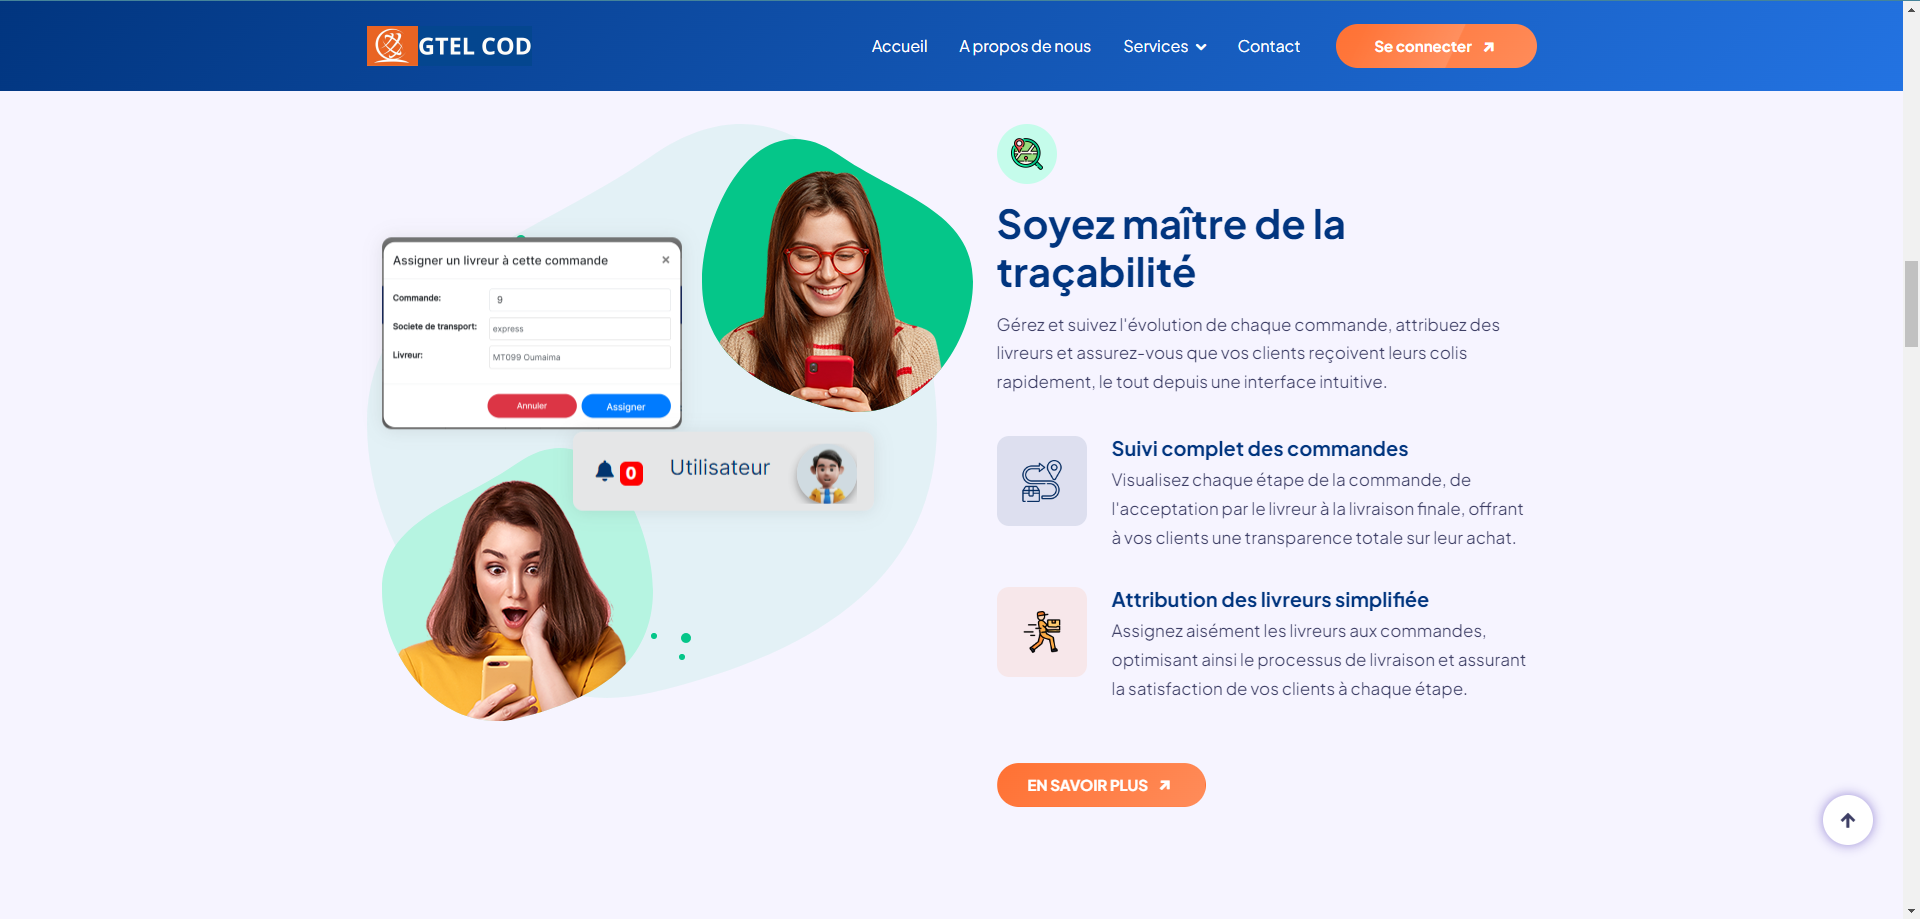 GTEL COD
Accueil
A propos de nous
Services
Contact
Se connecter
Assigner un livreur à cette commande
×
Commande:
9
Societe de transport:
express
Livreur:
MT099 Oumaima
Annuler
Assigner
0
Utilisateur
Soyez maître de la
traçabilité
Gérez et suivez l'évolution de chaque commande, attribuez des
livreurs et assurez-vous que vos clients reçoivent leurs colis
rapidement, le tout depuis une interface intuitive.
Suivi complet des commandes
Visualisez chaque étape de la commande, de
l'acceptation par le livreur à la livraison finale, offrant
à vos clients une transparence totale sur leur achat.
Attribution des livreurs simplifiée
Assignez aisément les livreurs aux commandes,
optimisant ainsi le processus de livraison et assurant
la satisfaction de vos clients à chaque étape.
EN SAVOIR PLUS